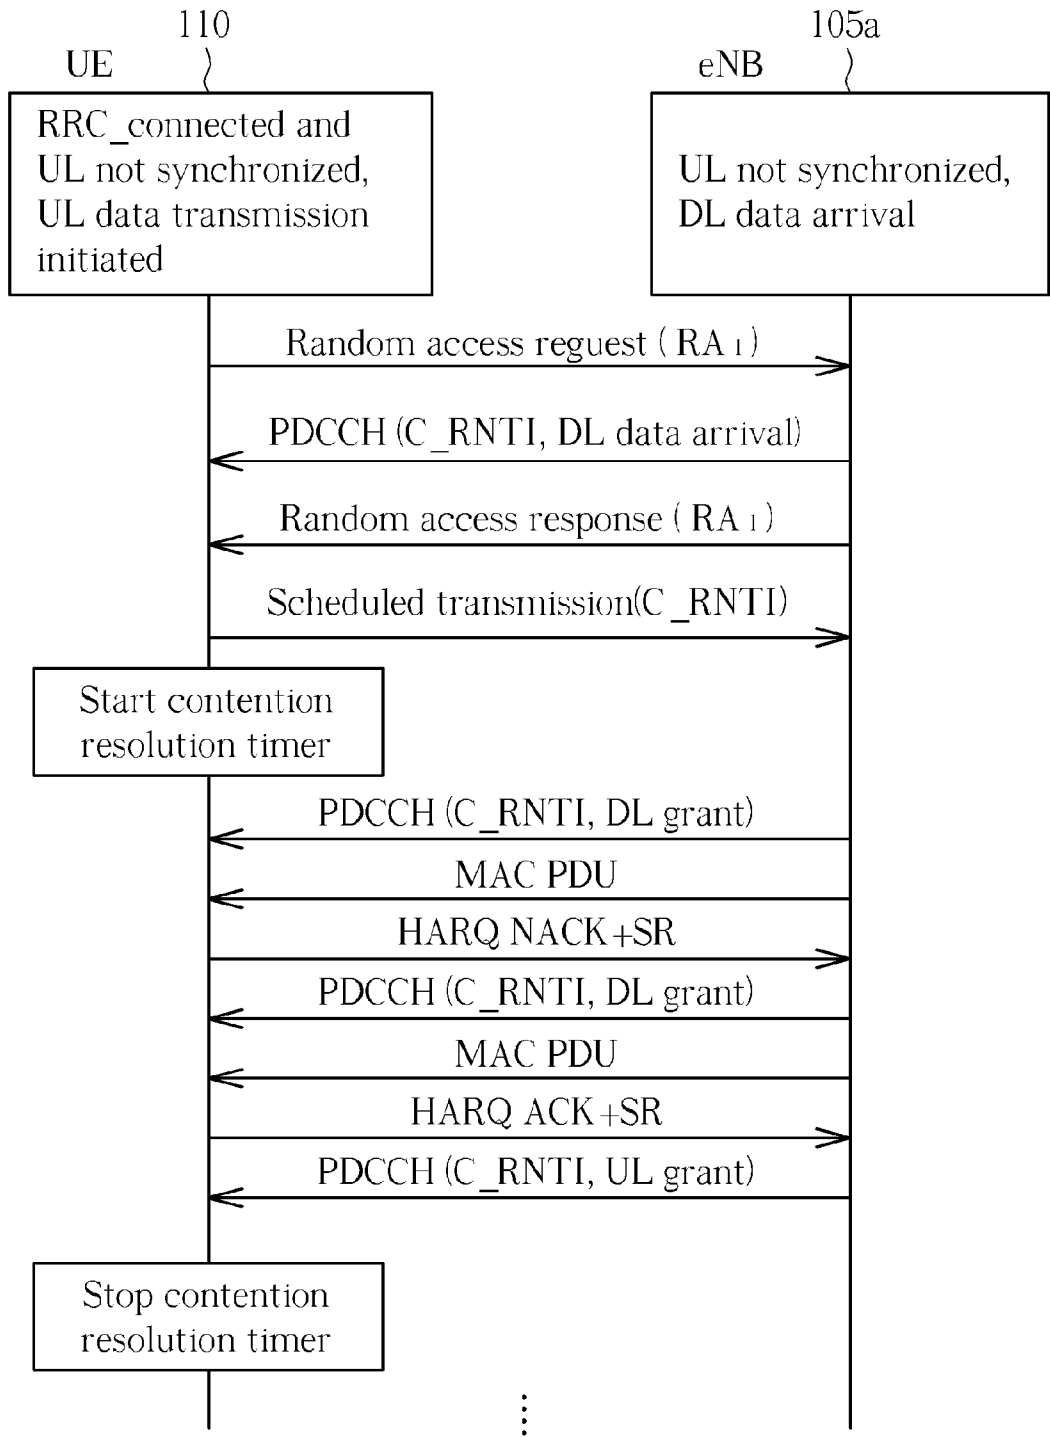 110
105a
UE
eNB
RRC_connected and
UL not synchronized,
UL data transmission
initiated
UL not synchronized,
DL data arrival
Random access reguest ( RA 1 )
PDCCH (C_RNTI, DL data arrival)
Random access response ( RA 1 )
Scheduled transmission(C_RNTI)
Start contention
resolution timer
PDCCH (C_RNTI, DL grant)
MAC PDU
HARQ NACK+SR
PDCCH (C_RNTI, DL grant)
MAC PDU
HARQ ACK+SR
PDCCH (C_RNTI, UL grant)
Stop contention
resolution timer